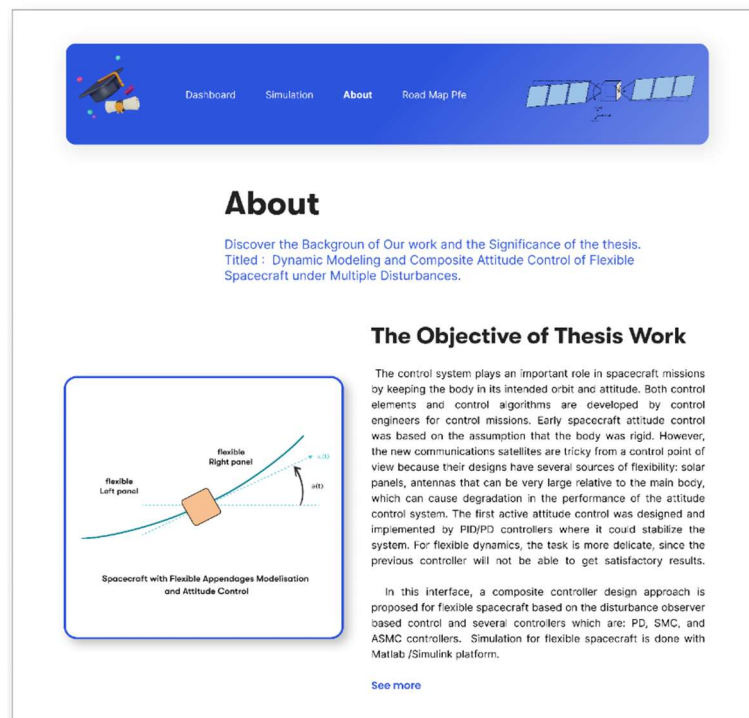 Dashboard Simulation About Road Map Pfe
About
Discover the Backgroun of Our work and the Significance of the thesis.
Titled : Dynamic Modeling and Composite Attitude Control of Flexible
Spacecraft under Multiple Disturbances.
The Objective of Thesis Work
The control system plays an important role in spacecraft missions
by keeping the body in its intended orbit and attitude. Both control
elements and control algorithms are developed by control
engineers for control missions. Early spacecraft attitude control
was based on the assumption that the body was rigid. However,
the new communications satellites are tricky from a control point of
view because their designs have several sources of flexibility: solar
panels, antennas that can be very large relative to the main body,
which can cause degradation in the performance of the attitude
control system. The first active attitude control was designed and
implemented by PID/PD controllers where it could stabilize the
system. For flexible dynamics, the task is more delicate, since the
previous controller will not be able to get satisfactory results.
In this interface, a composite controller design approach is
proposed for flexible spacecraft based on the disturbance observer
based control and several controllers which are: PD, SMC, and
ASMC controllers. Simulation for flexible spacecraft is done with
Matlab /Simulink platform.
See more
flexible
Right panel
flexible
Left panel
Spacecraft with Flexible Appendages Modelisation
and Attitude Control